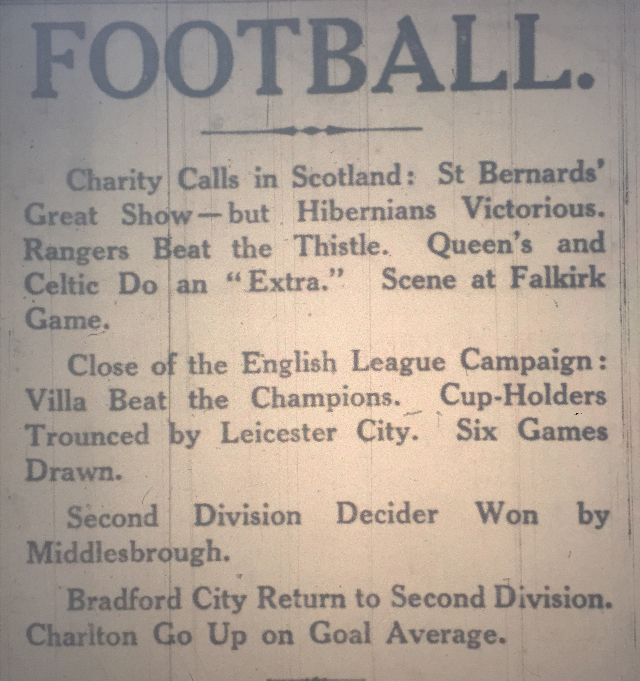 FOOTBALL.
Charity Calls in Scotland: St Bernards'
Great Show—but Hibernians Victorious.
Rangers Beat the Thistle. Queen's and
Celtic Do an "Extra." Scene at Falkirk
Game.
Close of the English League Campaign:
Villa Beat the Champions. Cup-Holders
Trounced by Leicester City. Six Games
Drawn.
Second Division Decider Won by
Middlesbrough.
Bradford City Return to Second Division.
Charlton Go Up on Goal Average.